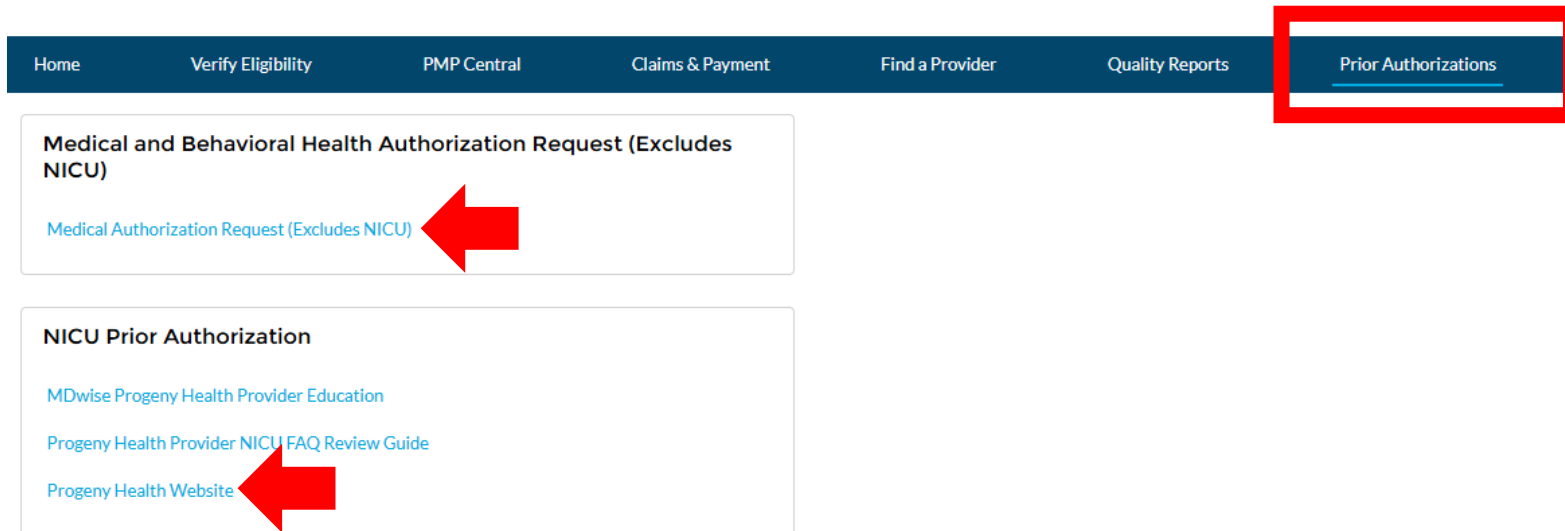 Home Verify Eligibility PMP Central Claims & Payment Find a Provider Quality Reports Prior Authorizations
Medical and Behavioral Health Authorization Request (Excludes
NICU)
Medical Authorization Request (Excludes NICU)
NICU Prior Authorization
MDwise Progeny Health Provider Education
Progeny Health Provider NICU FAQ Review Guide
Progeny Health Website